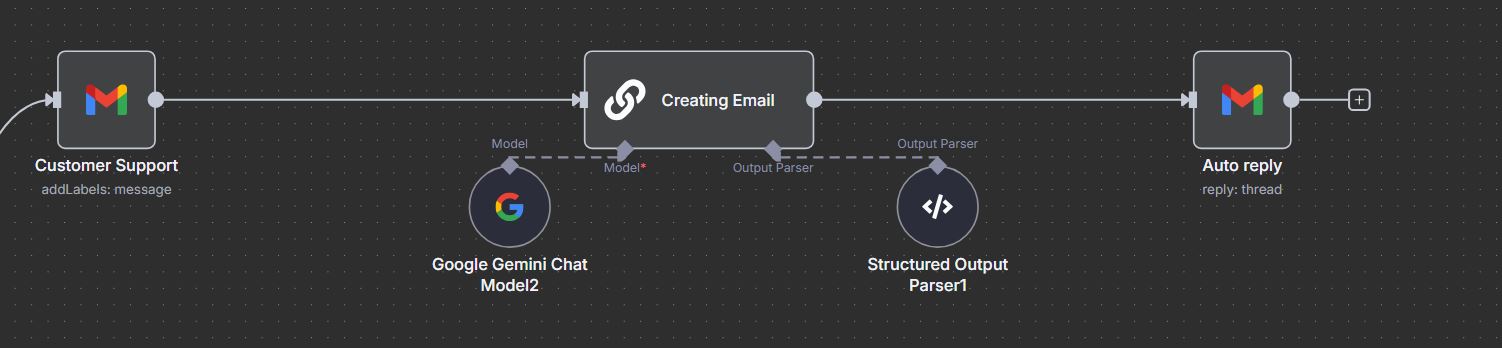 Creating Email
Model
Output Parser
Model*
Output Parser
Customer Support
addLabels: message
Auto reply
reply: thread
Google Gemini Chat
Model2
Structured Output
Parser1